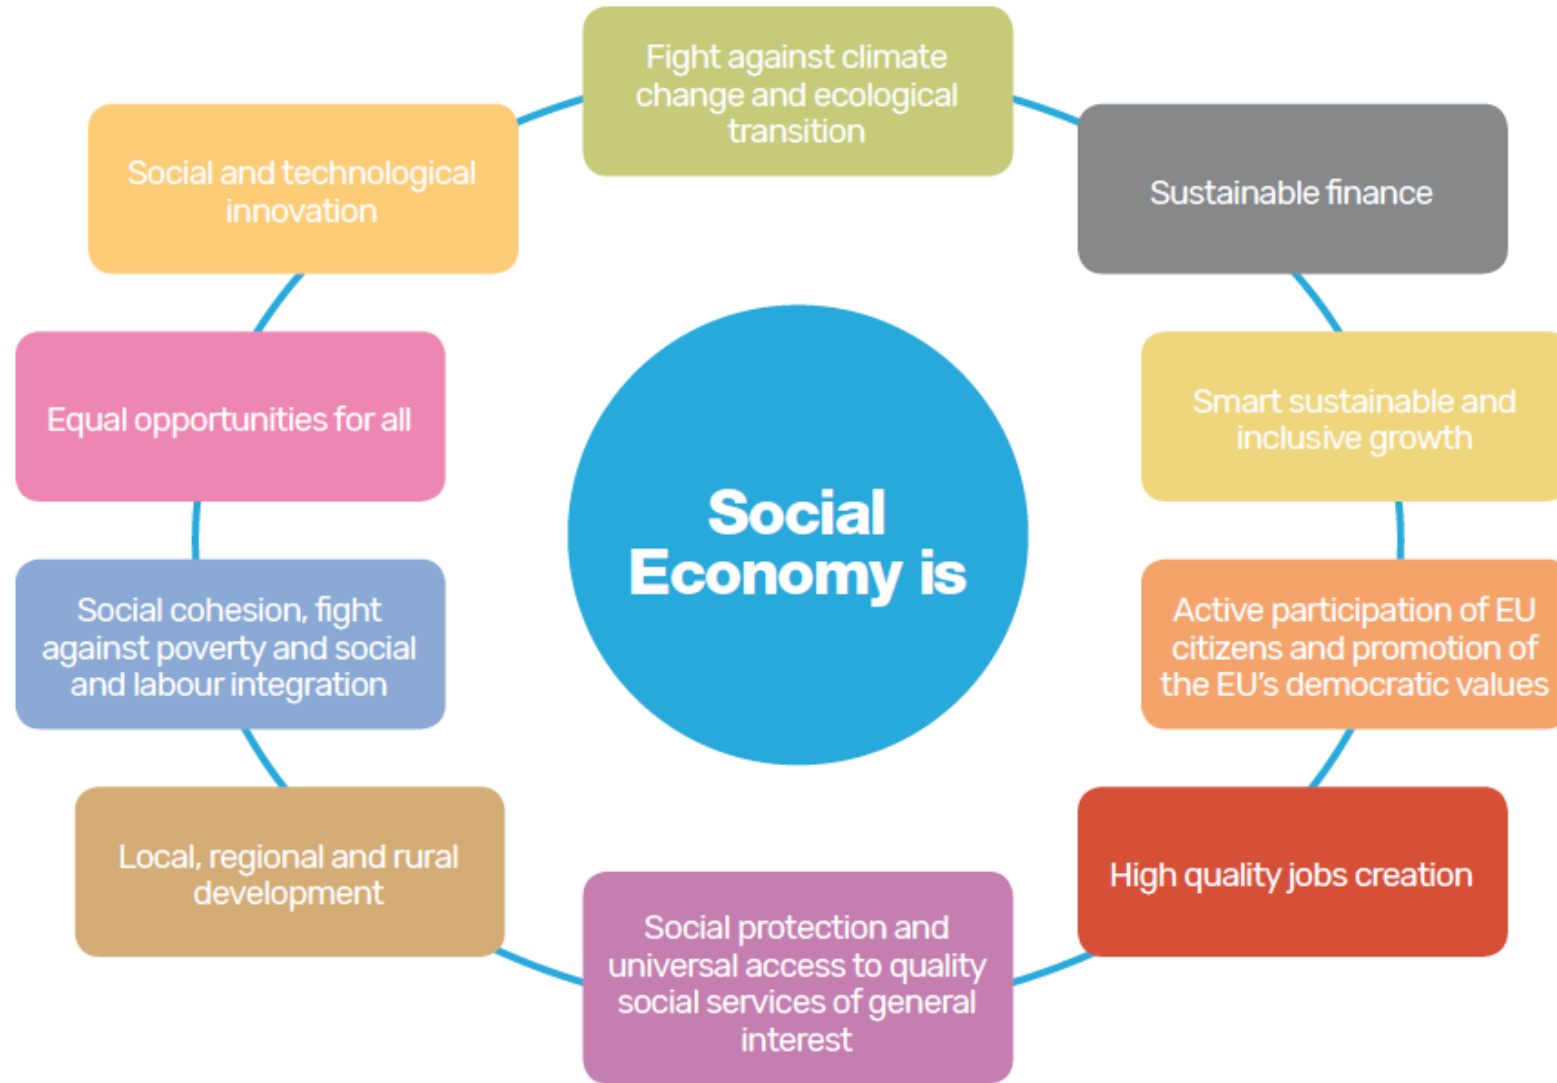 Fight against climate
change and ecological
transition
Sustainable finance
Smart sustainable and
inclusive growth
Active participation of EU
citizens and promotion of
the EU's democratic values
High quality jobs creation
Social protection and
universal access to quality
social services of general
interest
Local, regional and rural
development
Social cohesion, fight
against poverty and social
and labour integration
Equal opportunities for all
Social and technological
innovation
Social
Economy is